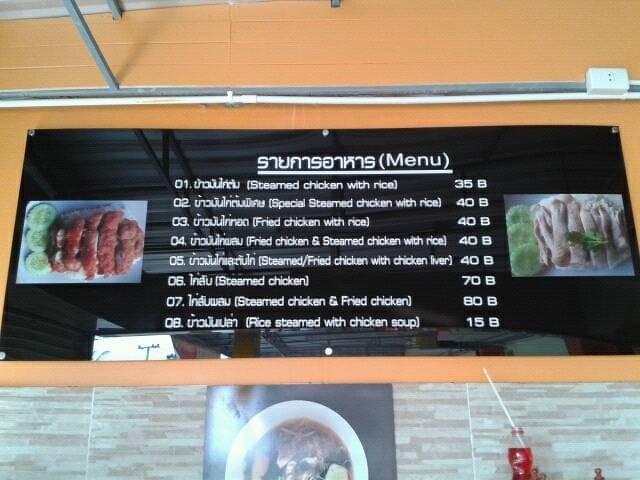 รายการอาหาร (Menu)
01. ข้าวมันไก่ต้ม (Steamed chicken with rice) 35 B
02. ข้าวมันไก่ต้มพิเศษ (Special Steamed chicken with rice) 40 B
03. ข้าวมันไก่ทอด (Fried chicken with rice) 40 B
04. ข้าวมันไก่ผสม (Fried chicken & Steamed chicken with rice) 40 B
05. ข้าวมันไก่และตับไก่ (Steamed/Fried chicken with chicken liver) 40 B
06. ไก่สับ (Steamed chicken) 70 B
07. ไก่สับผสม (Steamed chicken & Fried chicken) 80 B
08. ข้าวมันเปล่า (Rice steamed with chicken soup) 15 B